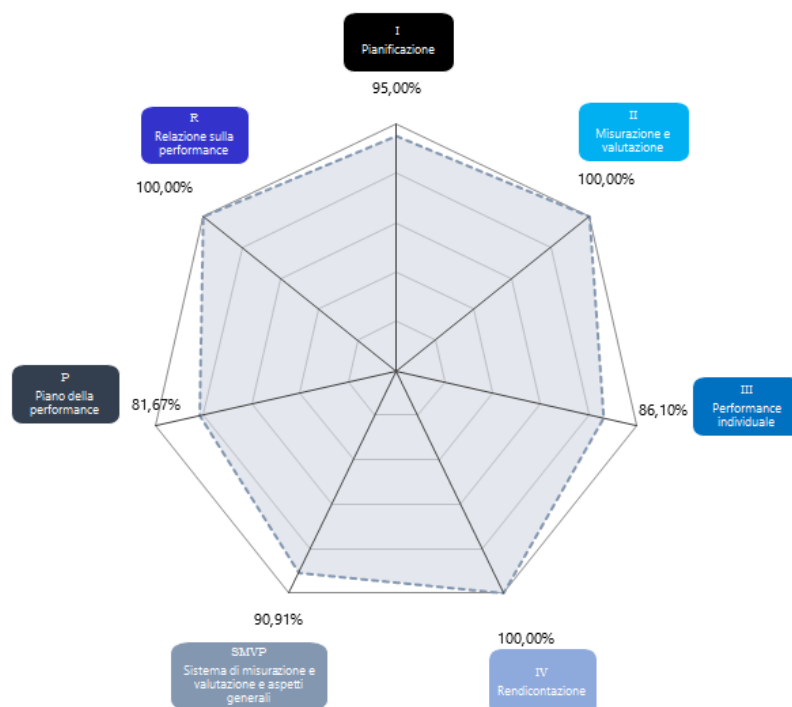 I
Pianificazione
95,00%
II
Misurazione e
valutazione
100,00%
III
Performance
individuale
86,10%
IV
Rendicontazione
100,00%
SMVP
Sistema di misurazione e
valutazione e aspetti
generali
90,91%
P
Piano della
performance
81,67%
R
Relazione sulla
performance
100,00%